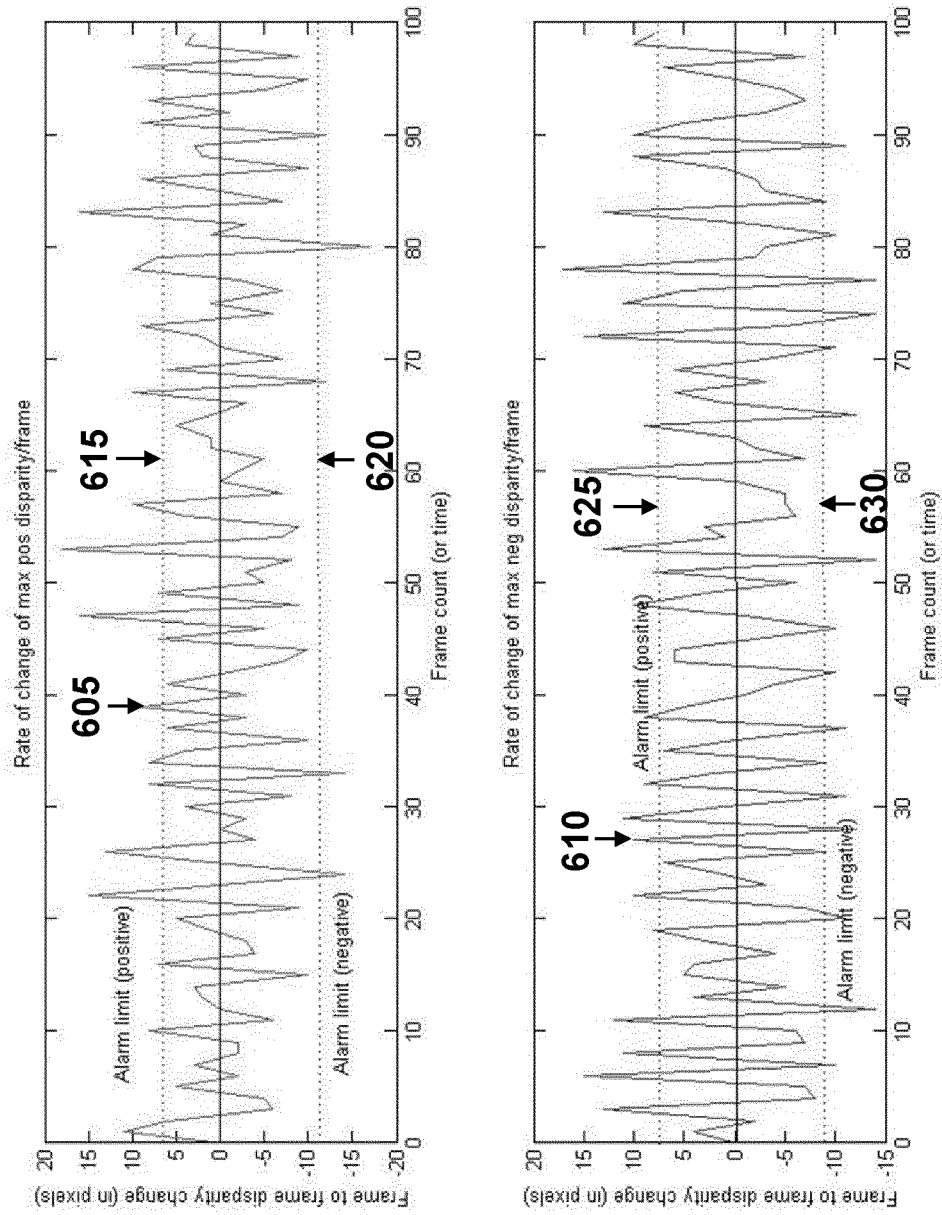 Rate of change of max pos disparity/frame
605
615
Alarm limit (positive)
Alarm limit (negative)
620
Frame to frame disparity change (in pixels)
20
15
10
5
0
-5
-10
-15
-20
0 10 20 30 40 50 60 70 80 90 100
Frame count (or time)
Rate of change of max neg disparity/frame
610
625
Alarm limit (positive)
Alarm limit (negative)
630
Frame to frame disparity change (in pixels)
20
15
10
5
0
-5
-10
-15
0 10 20 30 40 50 60 70 80 90 100
Frame count (or time)